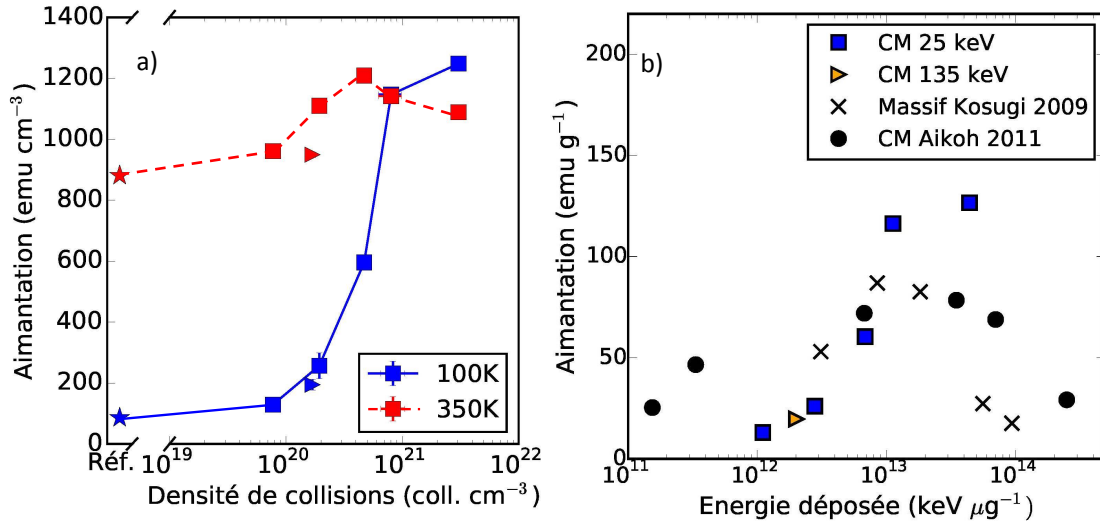 a)
Aimantation (emu cm⁻³)
1400
1200
1000
800
600
400
200
0
Réf.
10¹⁹
10²⁰
10²¹
10²²
Densité de collisions (coll. cm⁻³)
100K
350K
b)
Aimantation (emu g⁻¹)
200
150
100
50
0
10¹¹
10¹²
10¹³
10¹⁴
Energie déposée (keV µg⁻¹)
CM 25 keV
CM 135 keV
Massif Kosugi 2009
CM Aikoh 2011